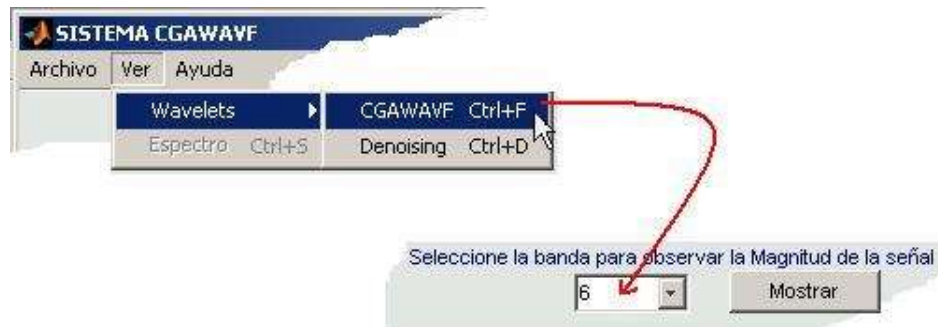 SISTEMA CGAWAVF
Archivo Ver Ayuda
Wavelets CGAWAVF Ctrl+F
Espectro Ctrl+S Denoising Ctrl+D
Seleccione la banda para observar la Magnitud de la señal
6 Mostrar